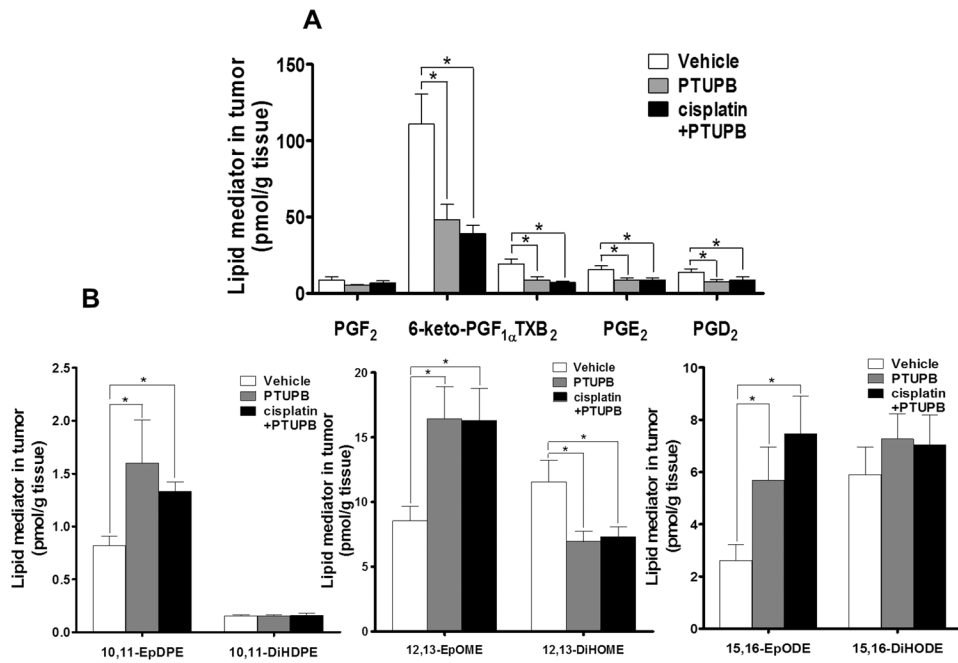 A
Lipid mediator in tumor
(pmol/g tissue)
150
100
50
0
Vehicle
PTUPB
cisplatin
+PTUPB
* *
* *
* *
* *
PGF2 6-keto-PGF1αTXB2 PGE2 PGD2
B
Lipid mediator in tumor
(pmol/g tissue)
2.5
2.0
1.5
1.0
0.5
0.0
Vehicle
PTUPB
cisplatin
+PTUPB
*
*
10,11-EpDPE 10,11-DiHDPE
Lipid mediator in tumor
(pmol/g tissue)
20
15
10
5
0
Vehicle
PTUPB
cisplatin
+PTUPB
*
*
*
*
12,13-EpOME 12,13-DiHOME
Lipid mediator in tumor
(pmol/g tissue)
8
6
4
2
0
Vehicle
PTUPB
cisplatin
+PTUPB
*
*
15,16-EpODE 15,16-DiHODE